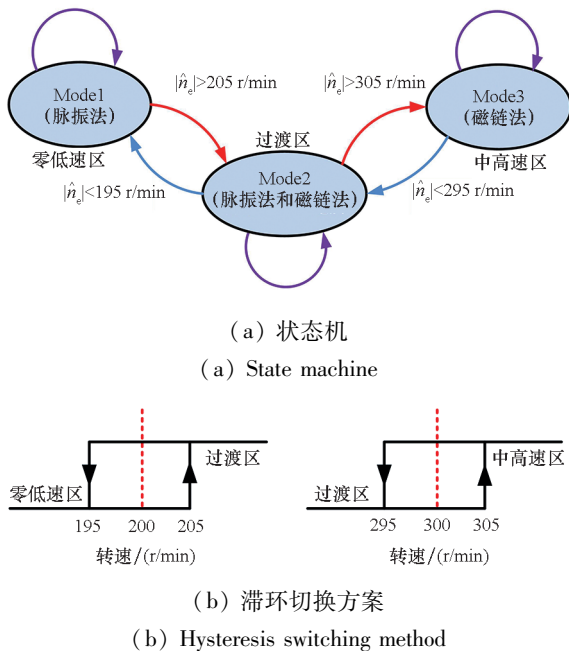 |n̂ₑ|>205 r/min
|n̂ₑ|>305 r/min
Mode1
(脉振法)
零低速区
过渡区
Mode3
(磁链法)
中高速区
|n̂ₑ|<195 r/min
Mode2
(脉振法和磁链法)
|n̂ₑ|<295 r/min
(a) 状态机
(a) State machine
零低速区
过渡区
195 200 205
转速/(r/min)
过渡区
中高速区
295 300 305
转速/(r/min)
(b) 滞环切换方案
(b) Hysteresis switching method